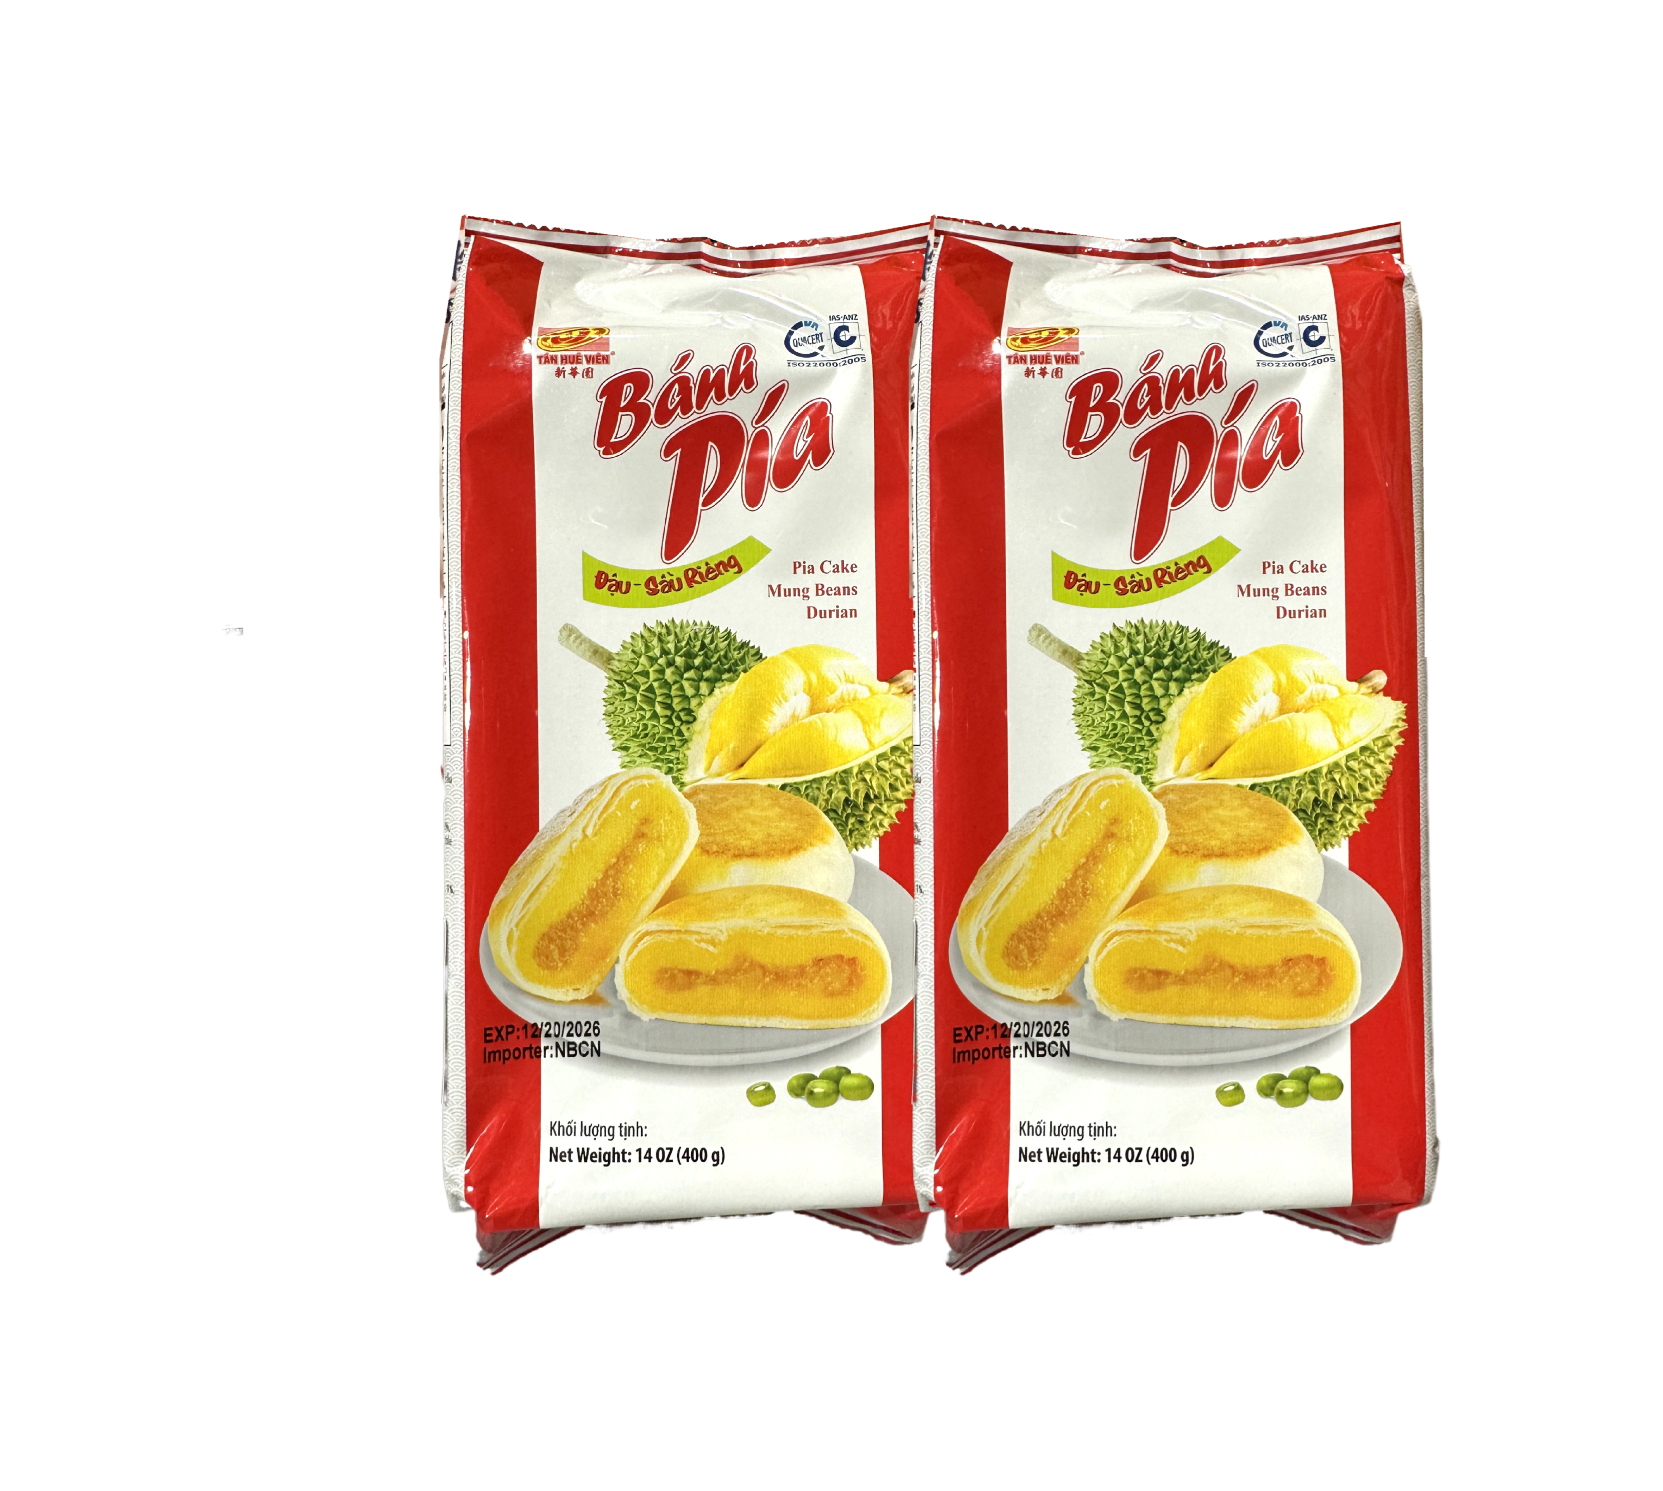 TÂN HUÊ VIÊN®
新華園
QUACERT
JAS-ANZ
C
ISO22000:2005
Bánh
Pía
Đậu - Sầu Riêng
Pia Cake
Mung Beans
Durian
EXP:12/20/2026
Importer:NBCN
Khối lượng tịnh:
Net Weight: 14 OZ (400 g)
TÂN HUÊ VIÊN®
新華園
QUACERT
JAS-ANZ
C
ISO22000:2005
Bánh
Pía
Đậu - Sầu Riêng
Pia Cake
Mung Beans
Durian
EXP:12/20/2026
Importer:NBCN
Khối lượng tịnh:
Net Weight: 14 OZ (400 g)